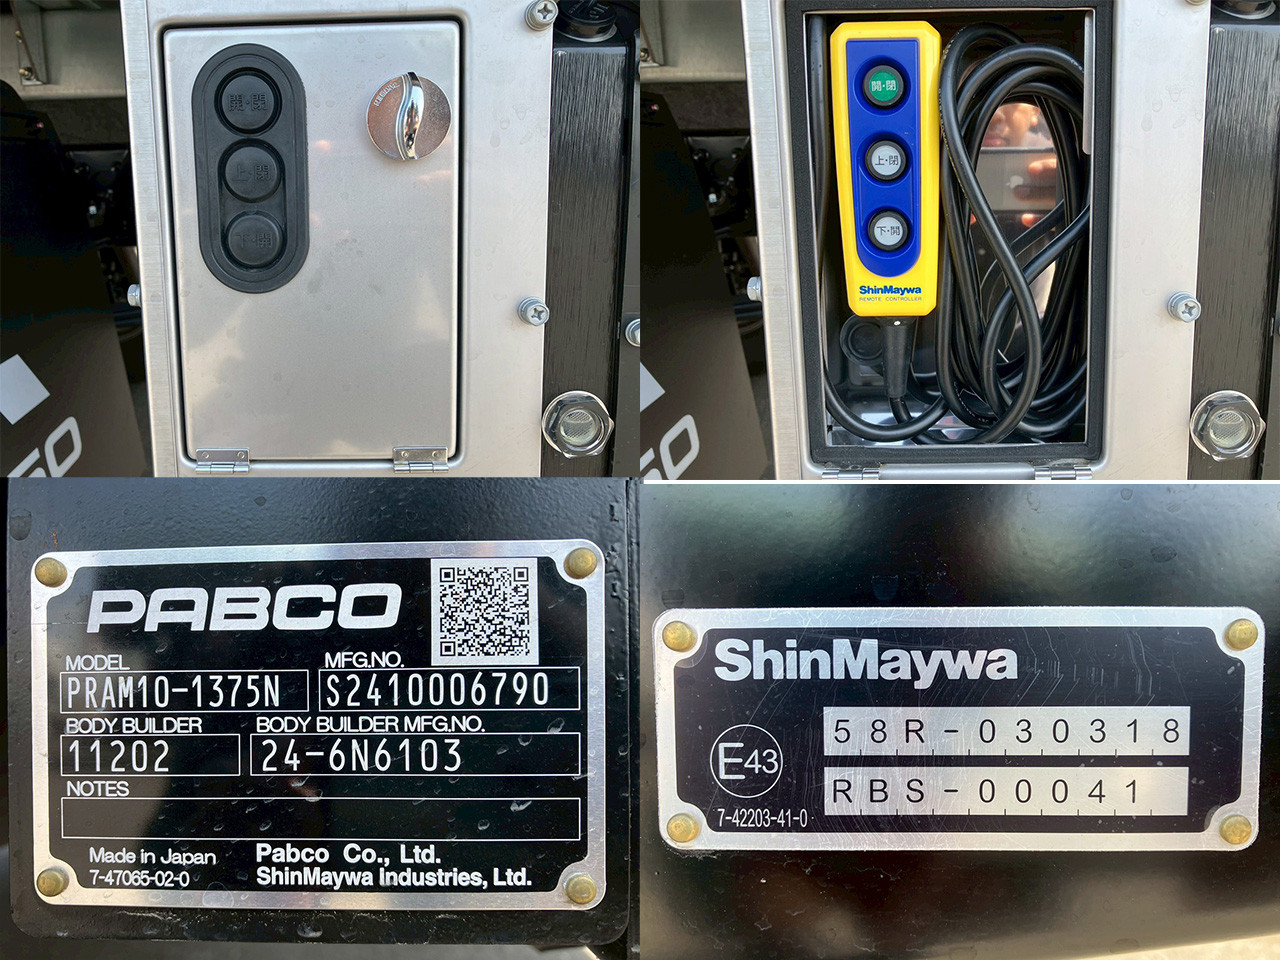 開・閉
上・閉
下・開
50
開・閉
上・閉
下・開
ShinMaywa
REMOTE CONTROLLER
50
PABCO
MODEL
MFG.NO.
PRAM10-1375N
S2410006790
BODY BUILDER
BODY BUILDER MFG.NO.
11202
24-6N6103
NOTES
Made in Japan
7-47065-02-0
Pabco Co., Ltd.
ShinMaywa Industries, Ltd.
ShinMaywa
58R-030318
E43
RBS-00041
7-42203-41-0